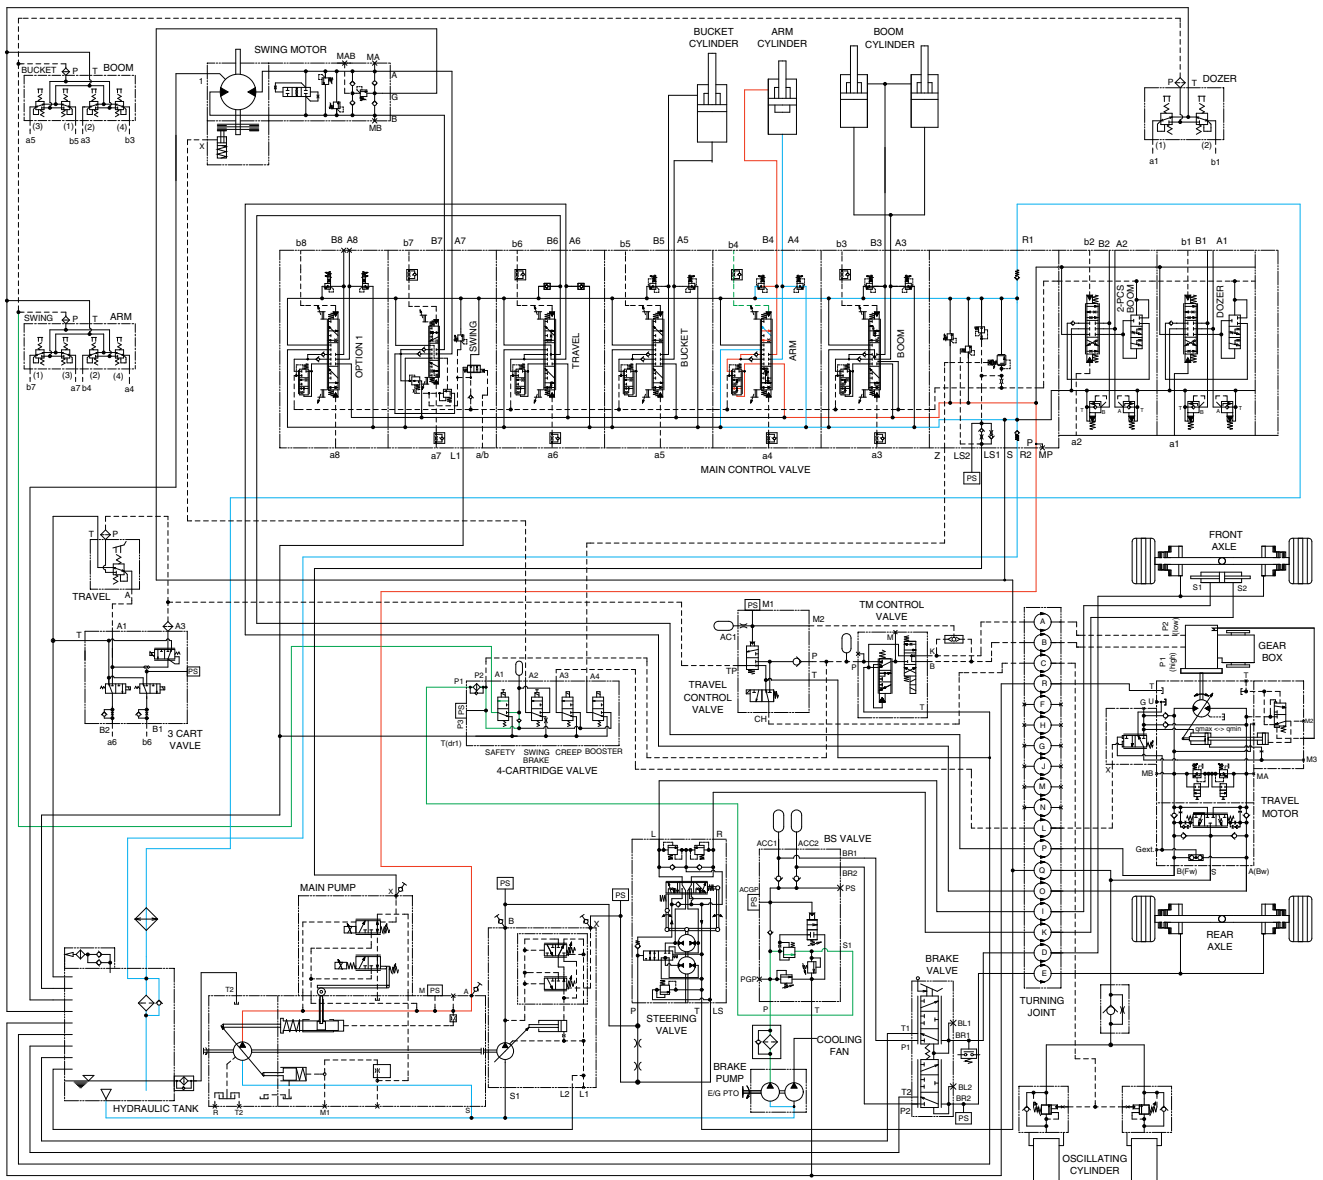 BUCKET CYLINDER
ARM CYLINDER
BOOM CYLINDER
SWING MOTOR
MAB MA
A
G
B
MB
X
1
BUCKET P T BOOM
(3) (1) (2) (4)
a5 b5 a3 b3
P T DOZER
(1) (2)
a1 b1
SWING P T ARM
(1) (3) (2) (4)
b7 a7 b4 a4
b8 B8 A8 b7 B7 A7 b6 B6 A6 b5 B5 A5 b4 B4 A4 b3 B3 A3 R1 b2 B2 A2 b1 B1 A1
OPTION 1
SWING
TRAVEL
BUCKET
ARM
BOOM
2-PCS BOOM
DOZER
T B A T T B A T
a8 a7 L1 a/b a6 a5 a4 a3 Z LS2 LS1 S R2 P MP a2 a1
MAIN CONTROL VALVE
PS
T P
TRAVEL A
T A1 A3
PS
B2 B1
a6 b6
3 CART VAVLE
P1 P2 A1 A2 A3 A4
PS
P3
T(dr1)
SAFETY SWING BRAKE CREEP BOOSTER
4-CARTRIDGE VALVE
PS M1
AC1
M2
TP
P
T
CH
TRAVEL CONTROL VALVE
TM CONTROL VALVE
M
K
P B
T
A
B
C
R
F
H
G
J
M
N
L
P
Q
O
I
K
D
E
TURNING JOINT
FRONT AXLE
S1 S2
P2 (low)
P1 (High)
GEAR BOX
T T
G U
qmax <-> qmin
M2
M3
X
MB MA
TRAVEL MOTOR
Gext.
B(Fw) S A(Bw)
REAR AXLE
MAIN PUMP
X
T2
M PS A
R T2 M1 S
HYDRAULIC TANK
PS
B X
PS
S1 L2 L1
L R
P T LS
STEERING VALVE
BS VALVE
ACC1 ACC2 BR1
BR2
ACGP PS
PS
S1
PGP
P T
COOLING FAN
BRAKE PUMP
E/G PTO
BRAKE VALVE
T1 BL1
BR1
P1
T2 BL2
BR2
P2
PS
OSCILLATING CYLINDER